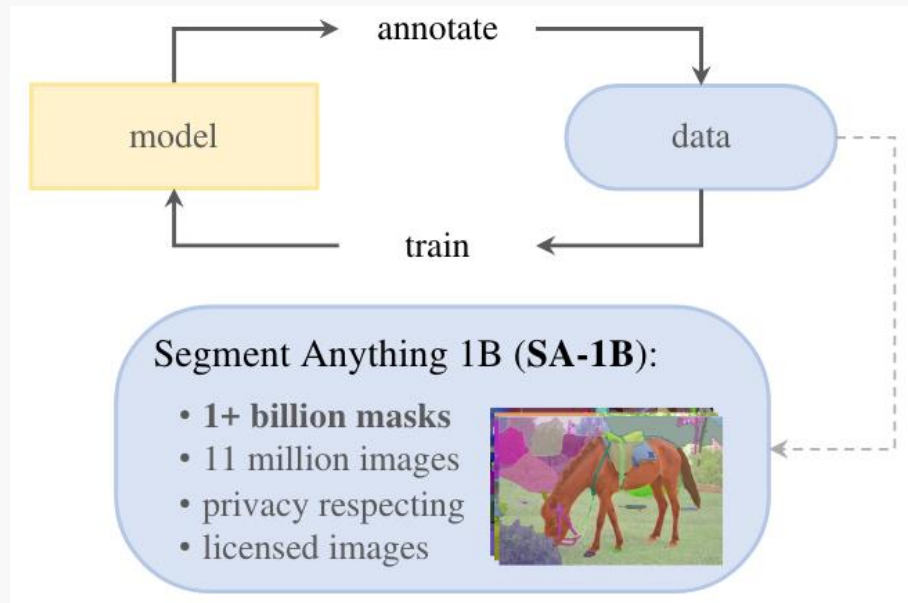 annotate
model
data
train
Segment Anything 1B (SA-1B):
• 1+ billion masks
• 11 million images
• privacy respecting
• licensed images